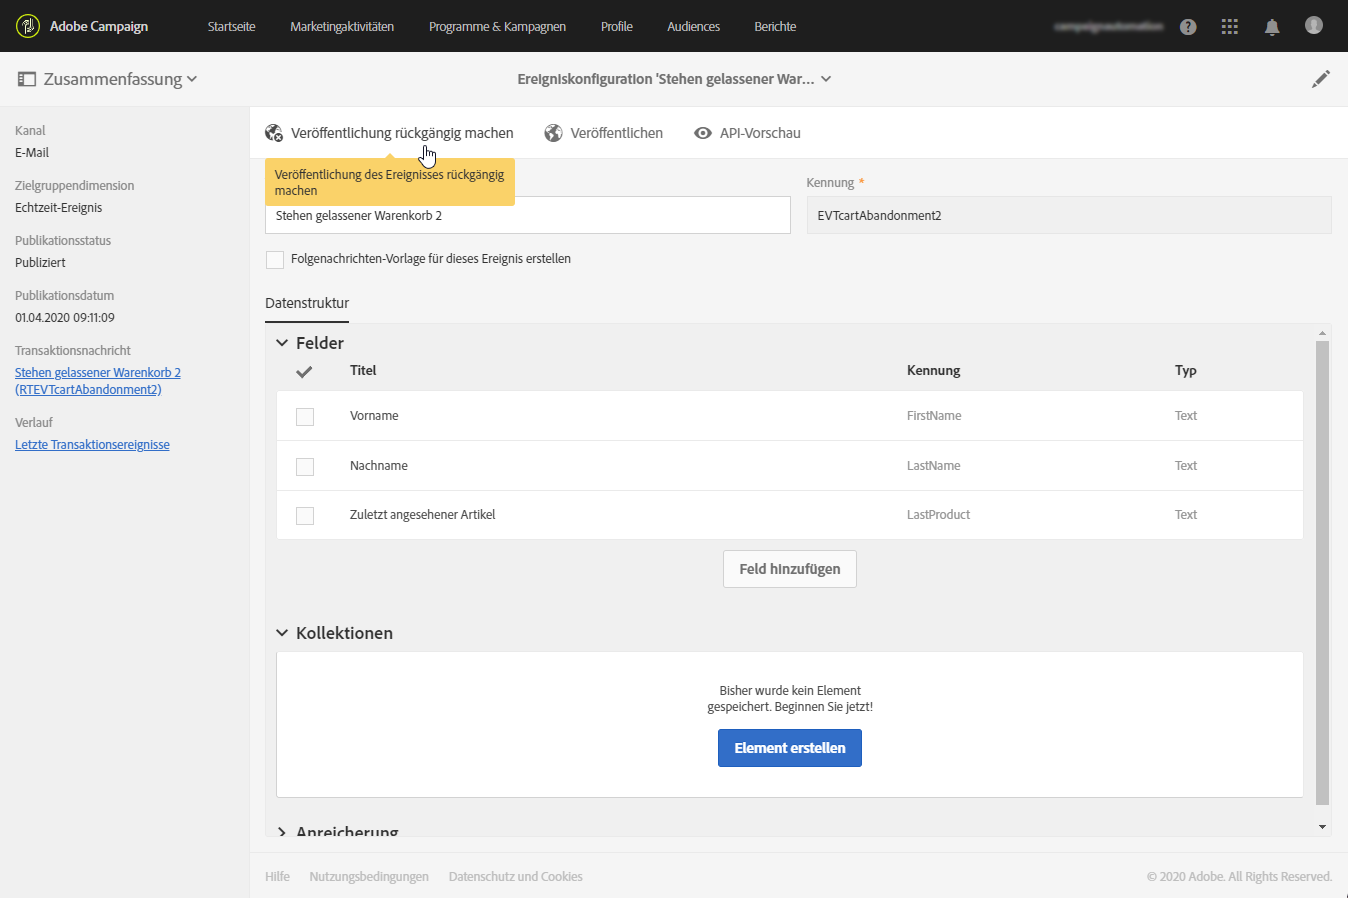 Adobe Campaign
Startseite
Marketingaktivitäten
Programme & Kampagnen
Profile
Audiences
Berichte
Zusammenfassung
Ereigniskonfiguration 'Stehen gelassener War...
Kanal
E-Mail
Zielgruppendimension
Echtzeit-Ereignis
Publikationsstatus
Publiziert
Publikationsdatum
01.04.2020 09:11:09
Transaktionsnachricht
Stehen gelassener Warenkorb 2
(RTEVTcartAbandonment2)
Verlauf
Letzte Transaktionsereignisse
Veröffentlichung rückgängig machen
Veröffentlichen
API-Vorschau
Veröffentlichung des Ereignisses rückgängig
machen
Stehen gelassener Warenkorb 2
Kennung *
EVTcartAbandonment2
Folgenachrichten-Vorlage für dieses Ereignis erstellen
Datenstruktur
Felder
Titel Kennung Typ
Vorname FirstName Text
Nachname LastName Text
Zuletzt angesehener Artikel LastProduct Text
Feld hinzufügen
Kollektionen
Bisher wurde kein Element
gespeichert. Beginnen Sie jetzt!
Element erstellen
Anreicherung
Hilfe
Nutzungsbedingungen
Datenschutz und Cookies
© 2020 Adobe. All Rights Reserved.